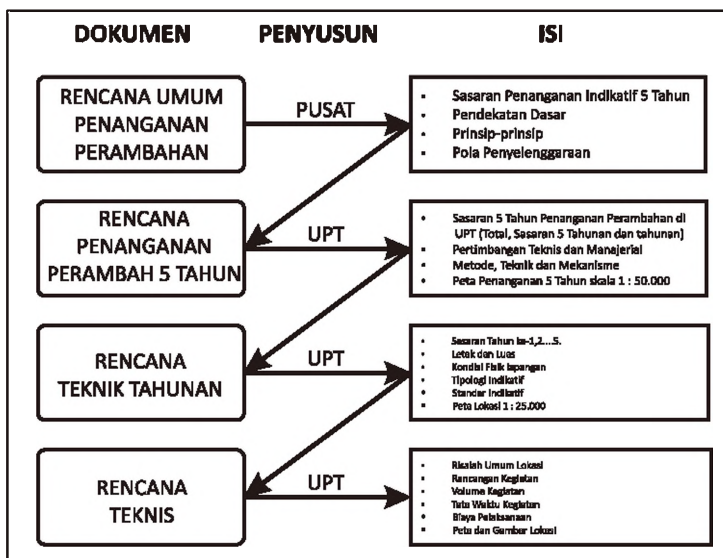 DOKUMEN PENYUSUN ISI
RENCANA UMUM
PENANGANAN
PERAMBAHAN
PUSAT
• Sasaran Penanganan Indikatif 5 Tahun
• Pendekatan Dasar
• Prinsip-prinsip
• Pola Penyelenggaraan
RENCANA
PENANGANAN
PERAMBAH 5 TAHUN
UPT
• Sasaran 5 Tahun Penanganan Perambahan di
UPT (Total, Sasaran 5 Tahunan dan tahunan)
• Pertimbangan Teknis dan Manajerial
• Metode, Teknik dan Mekanisme
• Peta Penanganan 5 Tahun skala 1 : 50.000
RENCANA
TEKNIK TAHUNAN
UPT
• Sasaran Tahun ke-1,2....5.
• Letak dan Luas
• Kondisi Fisik lapangan
• Tipologi Indikatif
• Standar Indikatif
• Peta Lokasi 1 : 25.000
RENCANA
TEKNIS
UPT
• Risalah Umum Lokasi
• Rancangan Kegiatan
• Volume Kegiatan
• Tata Waktu Kegiatan
• Biaya Pelaksanaan
• Peta dan Gambar Lokasi